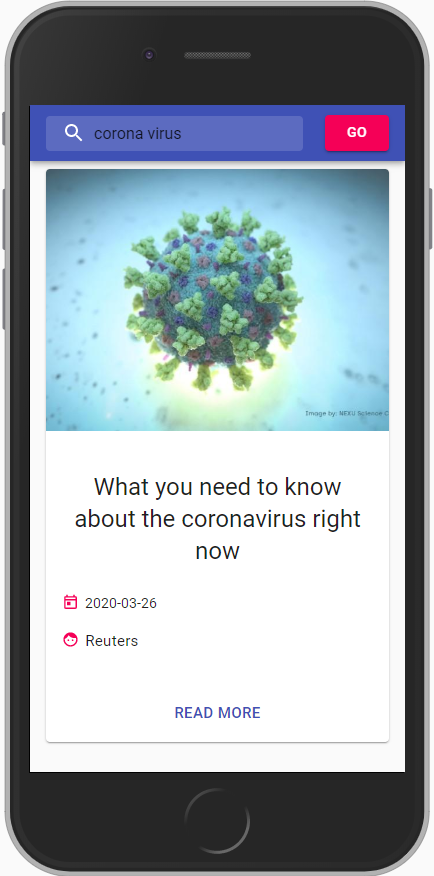 corona virus
GO
Image by: NEXU Science C
What you need to know
about the coronavirus right
now
2020-03-26
Reuters
READ MORE